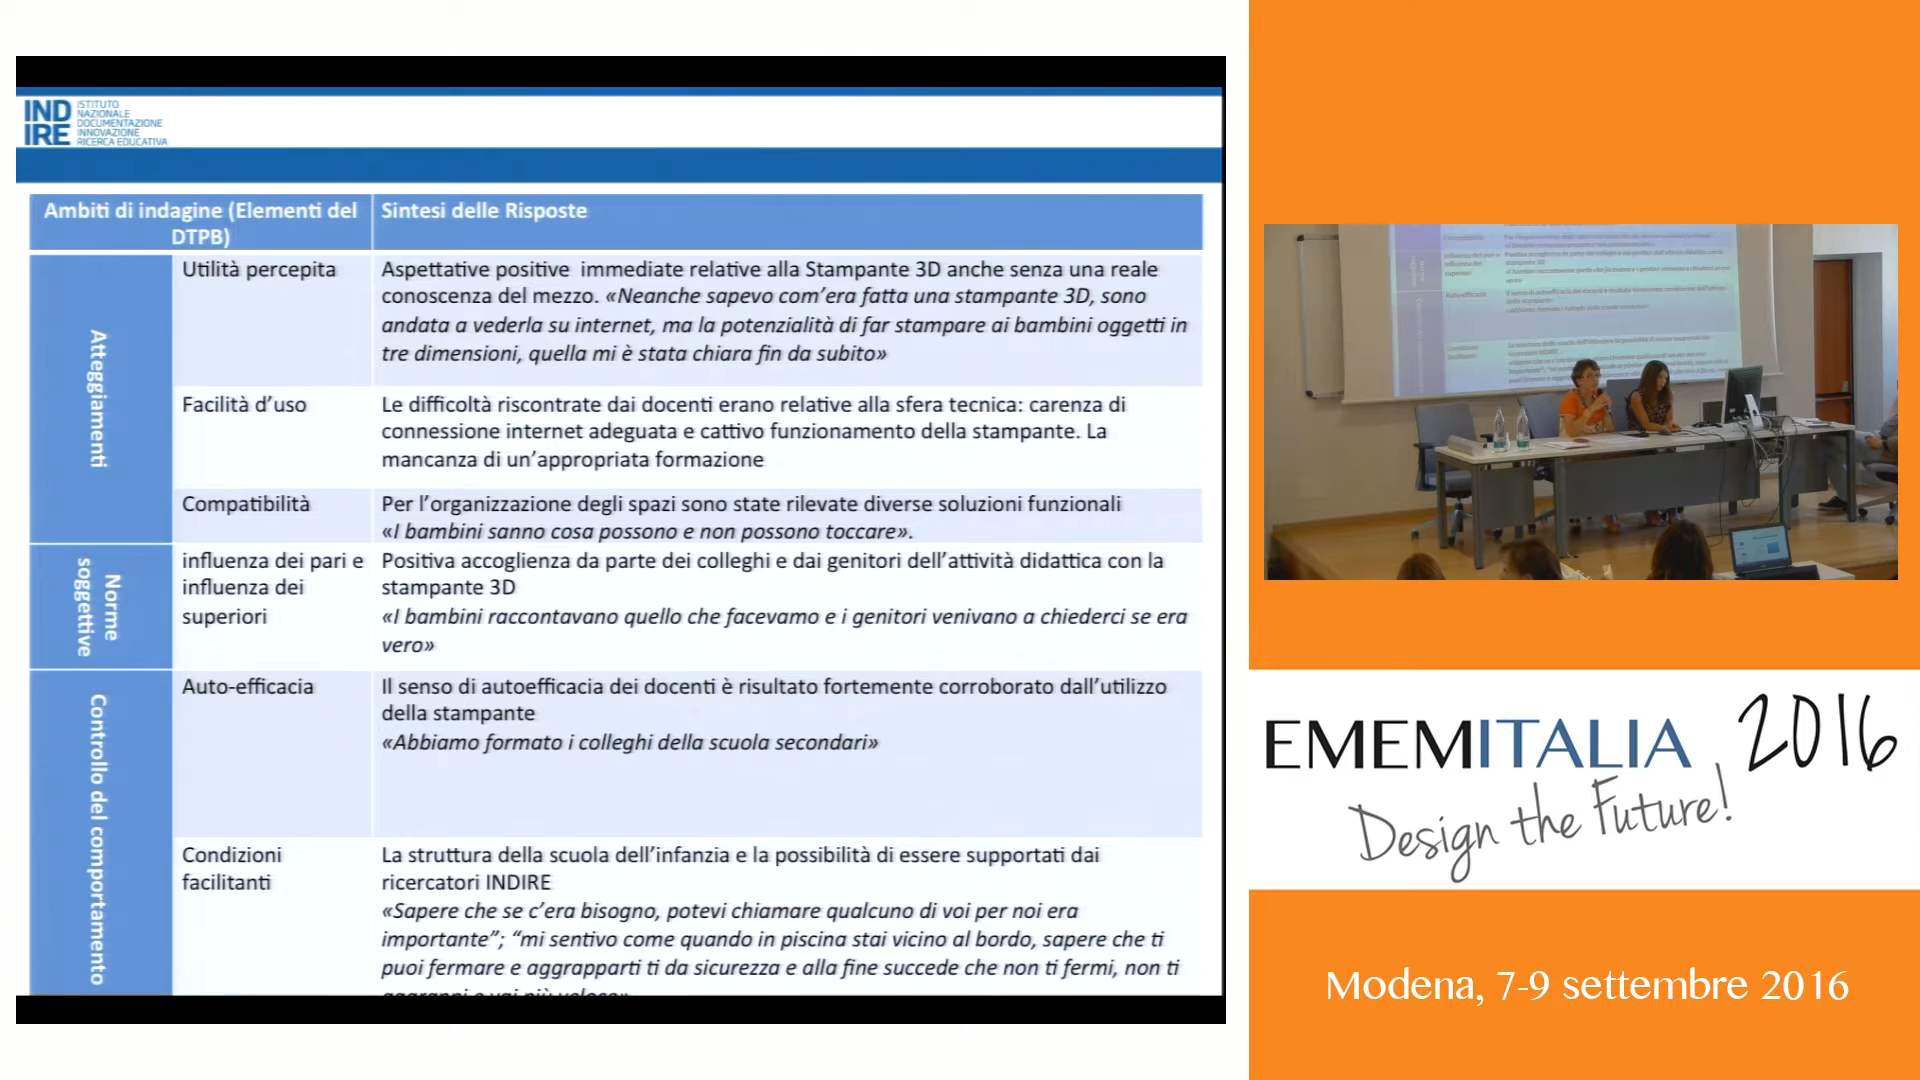 IND
IRE
ISTITUTO
NAZIONALE
DOCUMENTAZIONE
INNOVAZIONE
RICERCA EDUCATIVA
Ambiti di indagine (Elementi del
DTPB)
Sintesi delle Risposte
Atteggiamenti
Utilità percepita
Aspettative positive immediate relative alla Stampante 3D anche senza una reale
conoscenza del mezzo. «Neanche sapevo com’era fatta una stampante 3D, sono
andata a vederla su internet, ma la potenzialità di far stampare ai bambini oggetti in
tre dimensioni, quella mi è stata chiara fin da subito»
Facilità d’uso
Le difficoltà riscontrate dai docenti erano relative alla sfera tecnica: carenza di
connessione internet adeguata e cattivo funzionamento della stampante. La
mancanza di un’appropriata formazione
Compatibilità
Per l’organizzazione degli spazi sono state rilevate diverse soluzioni funzionali
«I bambini sanno cosa possono e non possono toccare».
Norme
soggettive
influenza dei pari e
influenza dei
superiori
Positiva accoglienza da parte dei colleghi e dai genitori dell’attività didattica con la
stampante 3D
«I bambini raccontavano quello che facevamo e i genitori venivano a chiederci se era
vero»
Controllo del comportamento
Auto-efficacia
Il senso di autoefficacia dei docenti è risultato fortemente corroborato dall’utilizzo
della stampante
«Abbiamo formato i colleghi della scuola secondari»
Condizioni
facilitanti
La struttura della scuola dell’infanzia e la possibilità di essere supportati dai
ricercatori INDIRE
«Sapere che se c’era bisogno, potevi chiamare qualcuno di voi per noi era
importante”; “mi sentivo come quando in piscina stai vicino al bordo, sapere che ti
puoi fermare e aggrapparti ti da sicurezza e alla fine succede che non ti fermi, non ti
EMEMITALIA 2016
Design the Future!
Modena, 7-9 settembre 2016